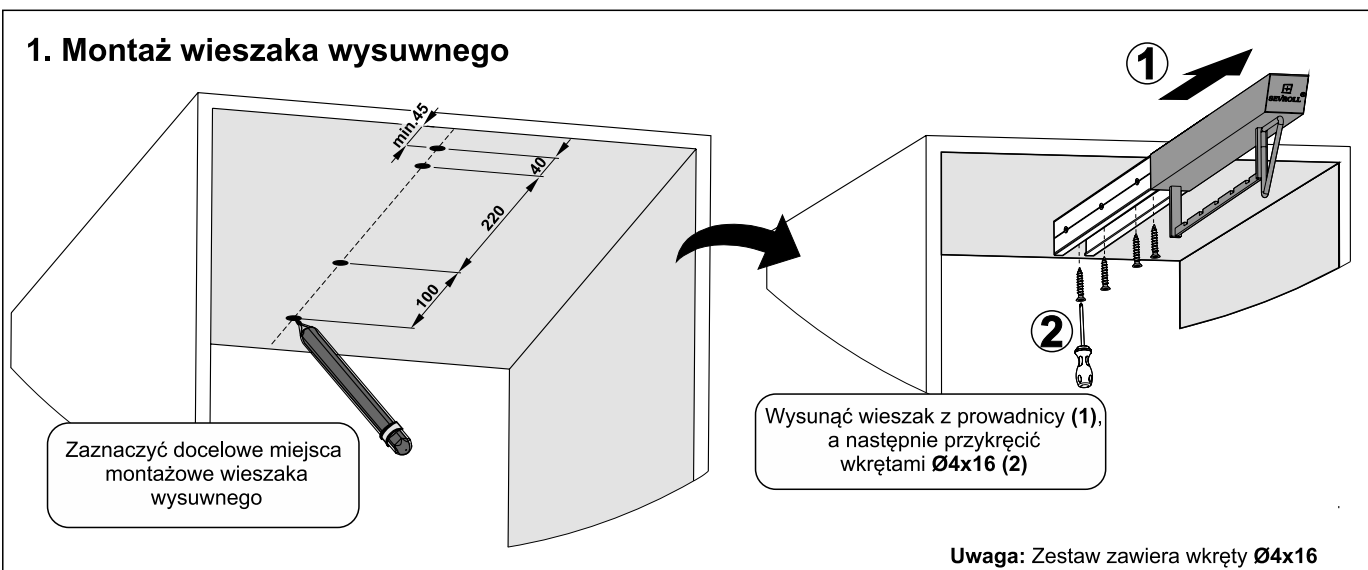 1. Montaż wieszaka wysuwnego
min.45
40
220
100
Zaznaczyć docelowe miejsca
montażowe wieszaka
wysuwnego
1
SEVROLL
2
Wysunąć wieszak z prowadnicy (1),
a następnie przykręcić
wkrętami Ø4x16 (2)
Uwaga: Zestaw zawiera wkręty Ø4x16